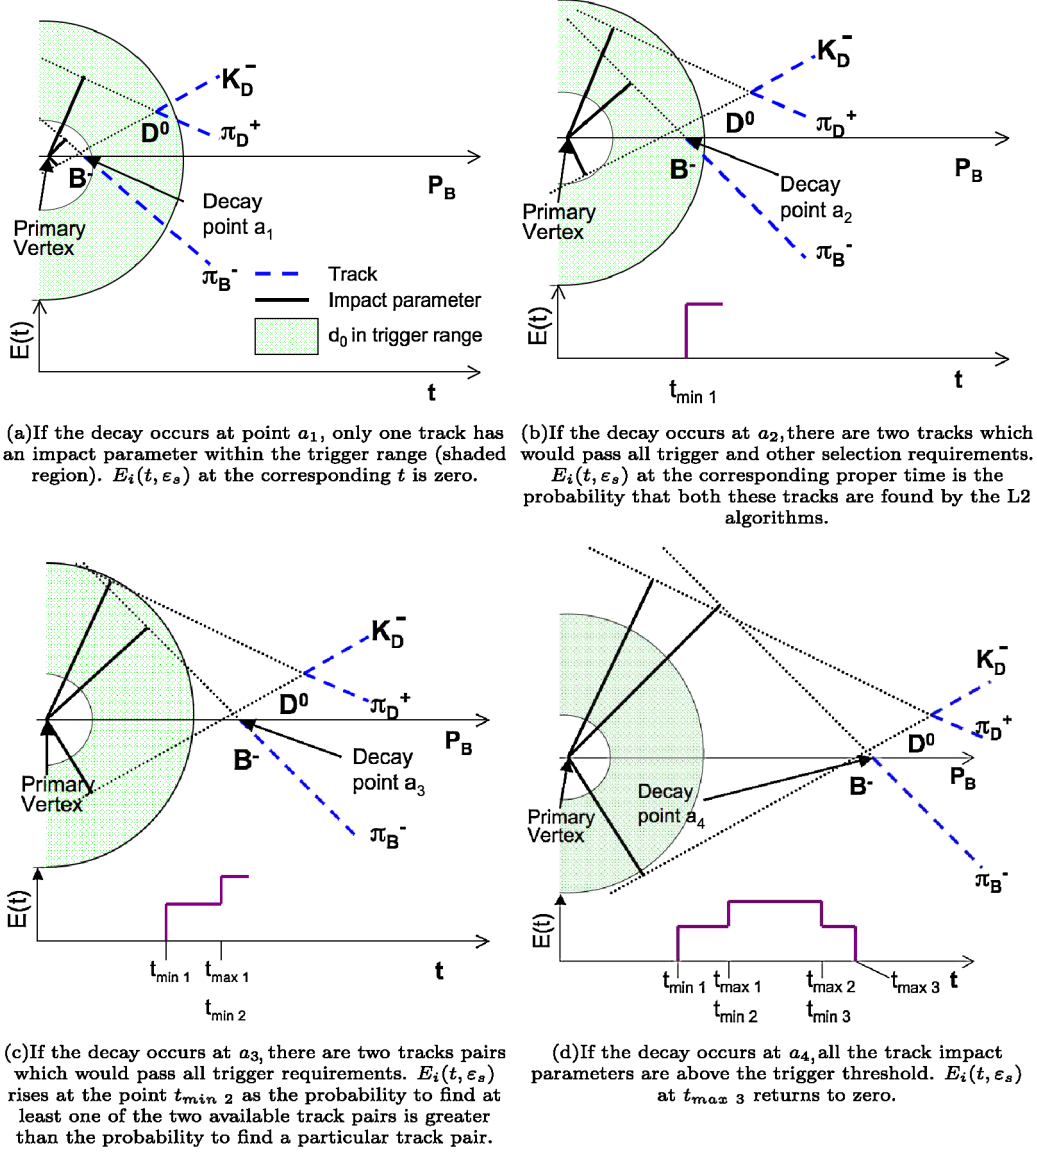 K_D^-
D^0
π_D^+
B^-
P_B
Primary
Vertex
Decay
point a_1
π_B^-
Track
Impact parameter
d_0 in trigger range
E(t)
t
(a)If the decay occurs at point a_1, only one track has
an impact parameter within the trigger range (shaded
region). E_i(t, ε_s) at the corresponding t is zero.
K_D^-
D^0
π_D^+
B^-
P_B
Primary
Vertex
Decay
point a_2
π_B^-
E(t)
t
t_min 1
(b)If the decay occurs at a_2, there are two tracks which
would pass all trigger and other selection requirements.
E_i(t, ε_s) at the corresponding proper time is the
probability that both these tracks are found by the L2
algorithms.
K_D^-
D^0
π_D^+
B^-
P_B
Primary
Vertex
Decay
point a_3
π_B^-
E(t)
t_min 1
t_max 1
t
t_min 2
(c)If the decay occurs at a_3, there are two tracks pairs
which would pass all trigger requirements. E_i(t, ε_s)
rises at the point t_min 2 as the probability to find at
least one of the two available track pairs is greater
than the probability to find a particular track pair.
K_D^-
D^0
π_D^+
B^-
P_B
Decay
point a_4
Primary
Vertex
π_B^-
E(t)
t_min 1
t_max 1
t_max 2
t_max 3
t
t_min 2
t_min 3
(d)If the decay occurs at a_4, all the track impact
parameters are above the trigger threshold. E_i(t, ε_s)
at t_max 3 returns to zero.